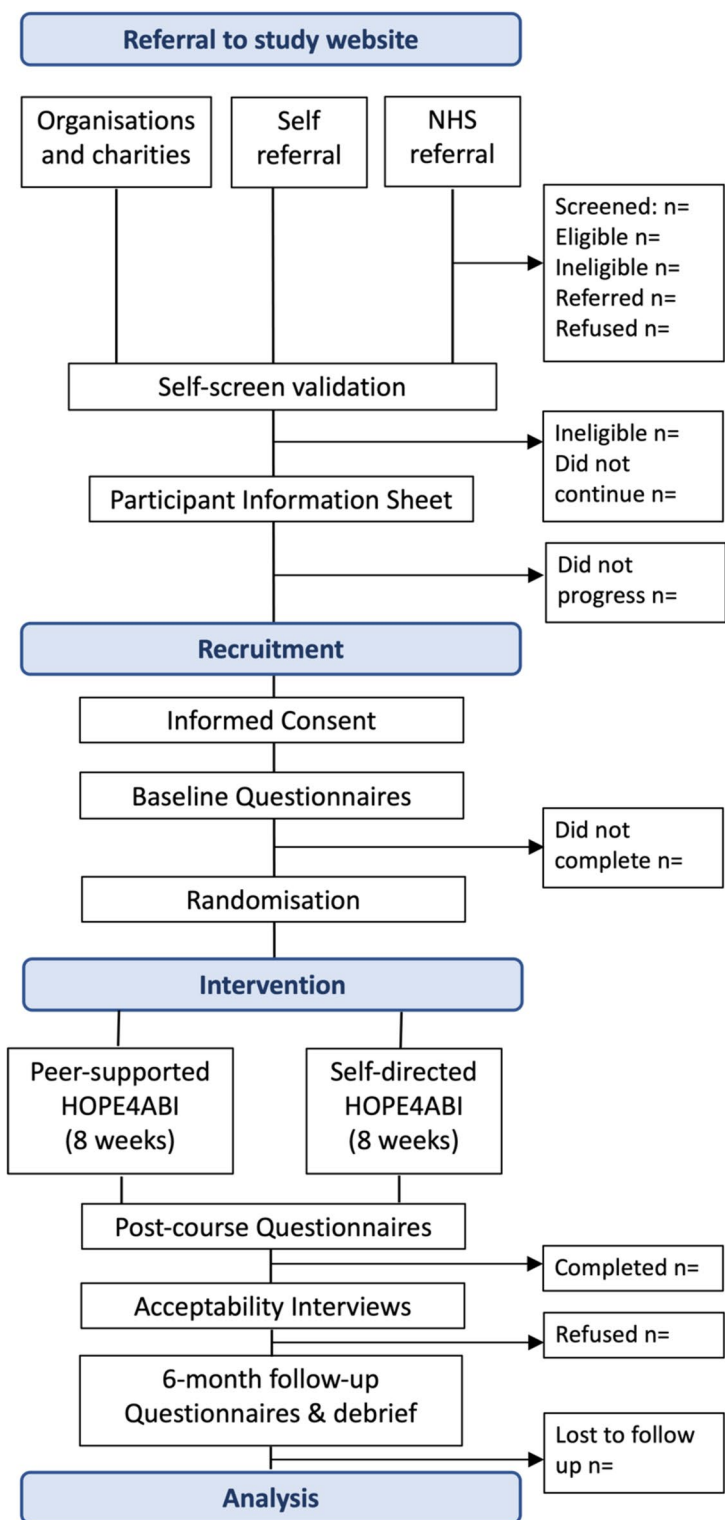 Referral to study website
Organisations
and charities
Self
referral
NHS
referral
Screened: n=
Eligible n=
Ineligible n=
Referred n=
Refused n=
Self-screen validation
Ineligible n=
Did not
continue n=
Participant Information Sheet
Did not
progress n=
Recruitment
Informed Consent
Baseline Questionnaires
Did not
complete n=
Randomisation
Intervention
Peer-supported
HOPE4ABI
(8 weeks)
Self-directed
HOPE4ABI
(8 weeks)
Post-course Questionnaires
Completed n=
Acceptability Interviews
Refused n=
6-month follow-up
Questionnaires & debrief
Lost to follow
up n=
Analysis